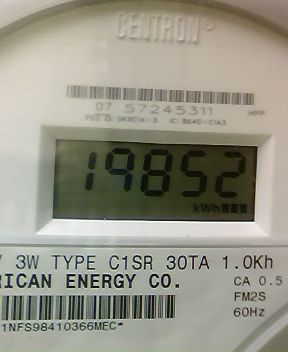 CENTRON®
07 57245311 HPP
19852
kWh
V 3W TYPE C1SR 30TA 1.0Kh
RICAN ENERGY CO. CA 0.5
FM2S
60Hz
1NFS98410366MEC*